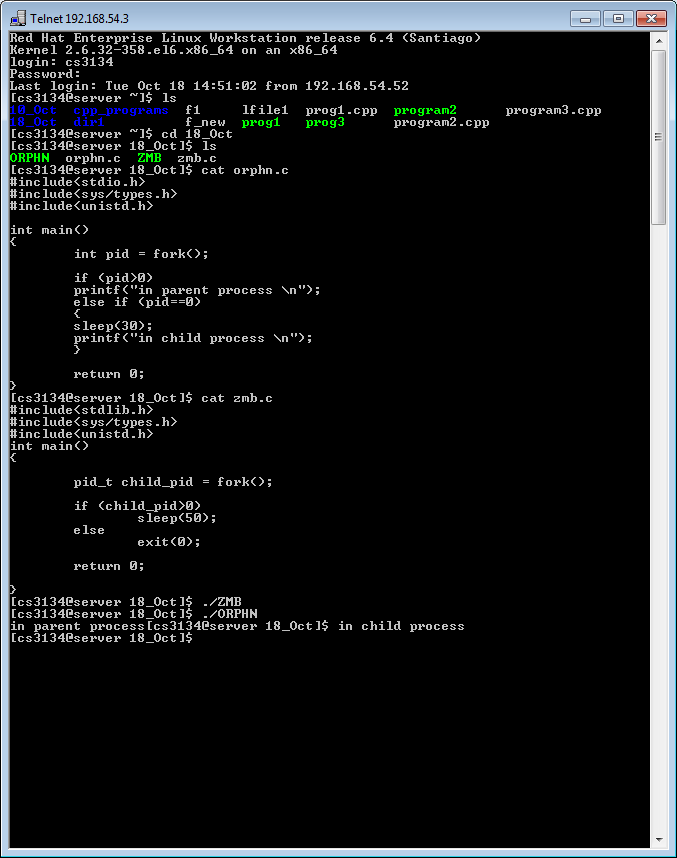 Telnet 192.168.54.3
Red Hat Enterprise Linux Workstation release 6.4 (Santiago)
Kernel 2.6.32-358.el6.x86_64 on an x86_64
login: cs3134
Password:
Last login: Tue Oct 18 14:51:02 from 192.168.54.52
[cs3134@server ~]$ ls
10_Oct  cpp_programs  f1     lfile1  prog1.cpp  program2      program3.cpp
18_Oct  dir1          f_new  prog1   prog3      program2.cpp
[cs3134@server ~]$ cd 18_Oct
[cs3134@server 18_Oct]$ ls
ORPHN  orphn.c  ZMB  zmb.c
[cs3134@server 18_Oct]$ cat orphn.c
#include<stdio.h>
#include<sys/types.h>
#include<unistd.h>

int main()
{
        int pid = fork();

        if (pid>0)
        printf("in parent process \n");
        else if (pid==0)
        {
        sleep(30);
        printf("in child process \n");
        }

        return 0;
}
[cs3134@server 18_Oct]$ cat zmb.c
#include<stdlib.h>
#include<sys/types.h>
#include<unistd.h>
int main()
{

        pid_t child_pid = fork();

        if (child_pid>0)
                sleep(50);
        else
                exit(0);

        return 0;

}
[cs3134@server 18_Oct]$ ./ZMB
[cs3134@server 18_Oct]$ ./ORPHN
in parent process[cs3134@server 18_Oct]$ in child process
[cs3134@server 18_Oct]$